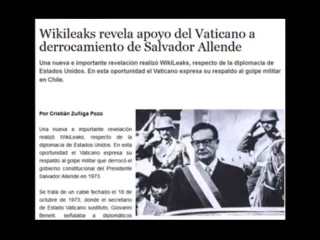 Wikileaks revela apoyo del Vaticano a
derrocamiento de Salvador Allende
Una nueva e importante revelación realizó WikiLeaks, respecto de la diplomacia de
Estados Unidos. En esta oportunidad el Vaticano expresa su respaldo al golpe militar
en Chile.
Por Cristián Zuñiga Pozo
Una nueva e importante revelación
realizó WikiLeaks, respecto de la
diplomacia de Estados Unidos. En esta
oportunidad el Vaticano expresa su
respaldo al golpe militar que derrocó el
gobierno constitucional del Presidente
Salvador Allende en 1973.
Se trata de un cable fechado el 18 de
octubre de 1973, donde el secretario
de Estado Vaticano sustituto, Giovanni
Benelli, señalaba a diplomáticos